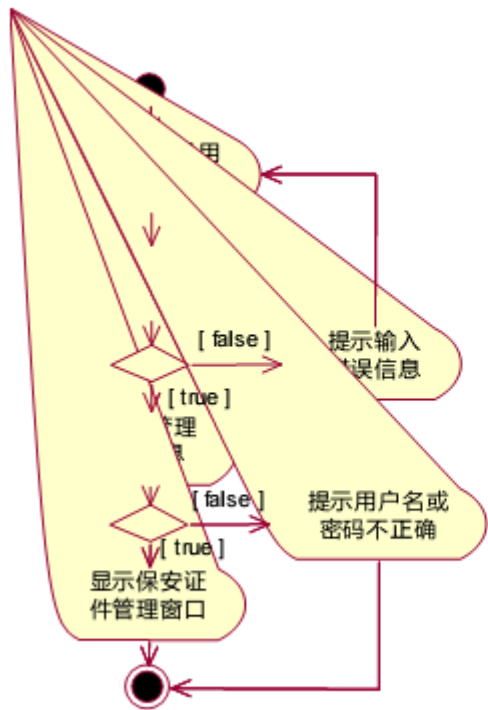 用
[ false ]
提示输入
误信息
[ true ]
管理
息
[ false ]
提示用户名或
密码不正确
[ true ]
显示保安证
件管理窗口